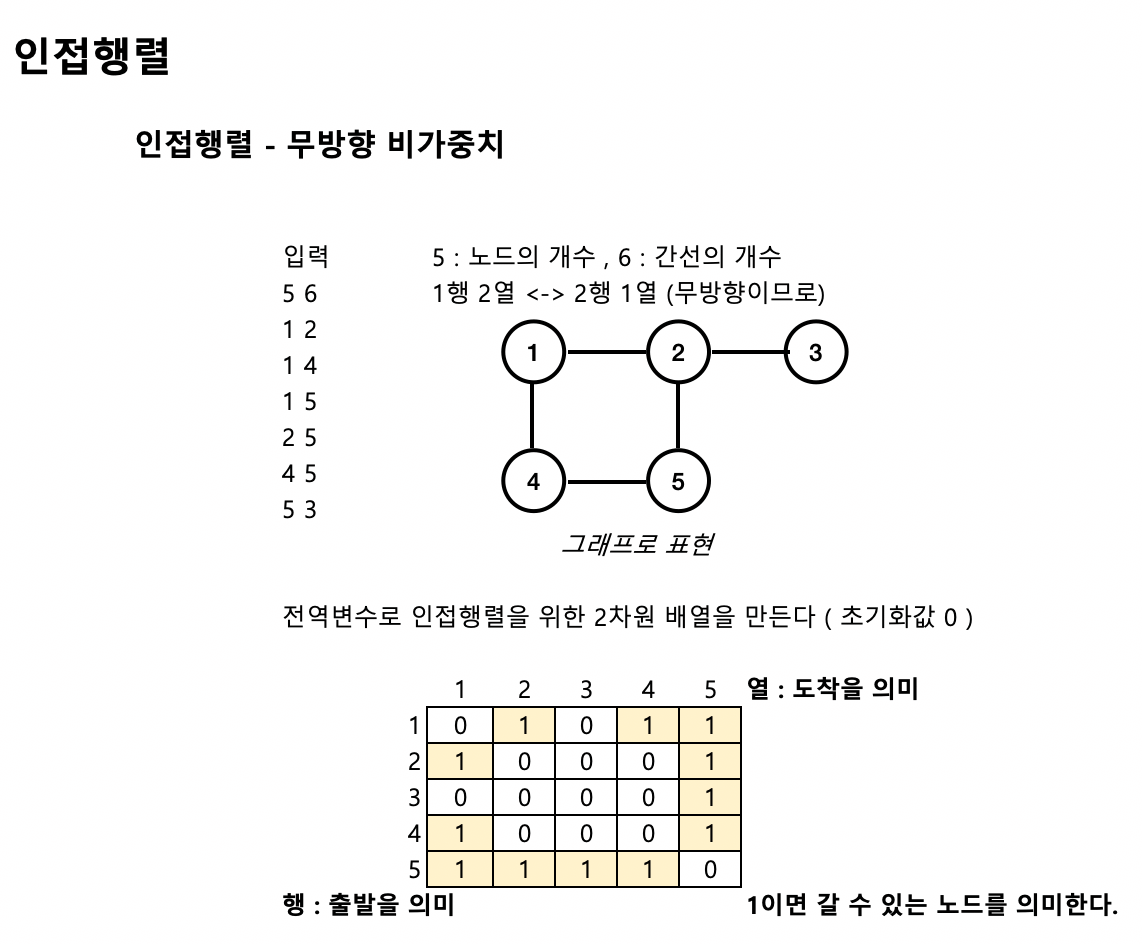 인접행렬
인접행렬 - 무방향 비가중치
입력
5 : 노드의 개수 , 6 : 간선의 개수
5 6
1행 2열 <-> 2행 1열 (무방향이므로)
1 2
1 4
1 5
2 5
4 5
5 3
1 2 3
4 5
그래프로 표현
전역변수로 인접행렬을 위한 2차원 배열을 만든다 ( 초기화값 0 )
1 2 3 4 5 열 : 도착을 의미
1 0 1 0 1 1
2 1 0 0 0 1
3 0 0 0 0 1
4 1 0 0 0 1
5 1 1 1 1 0
행 : 출발을 의미
1이면 갈 수 있는 노드를 의미한다.